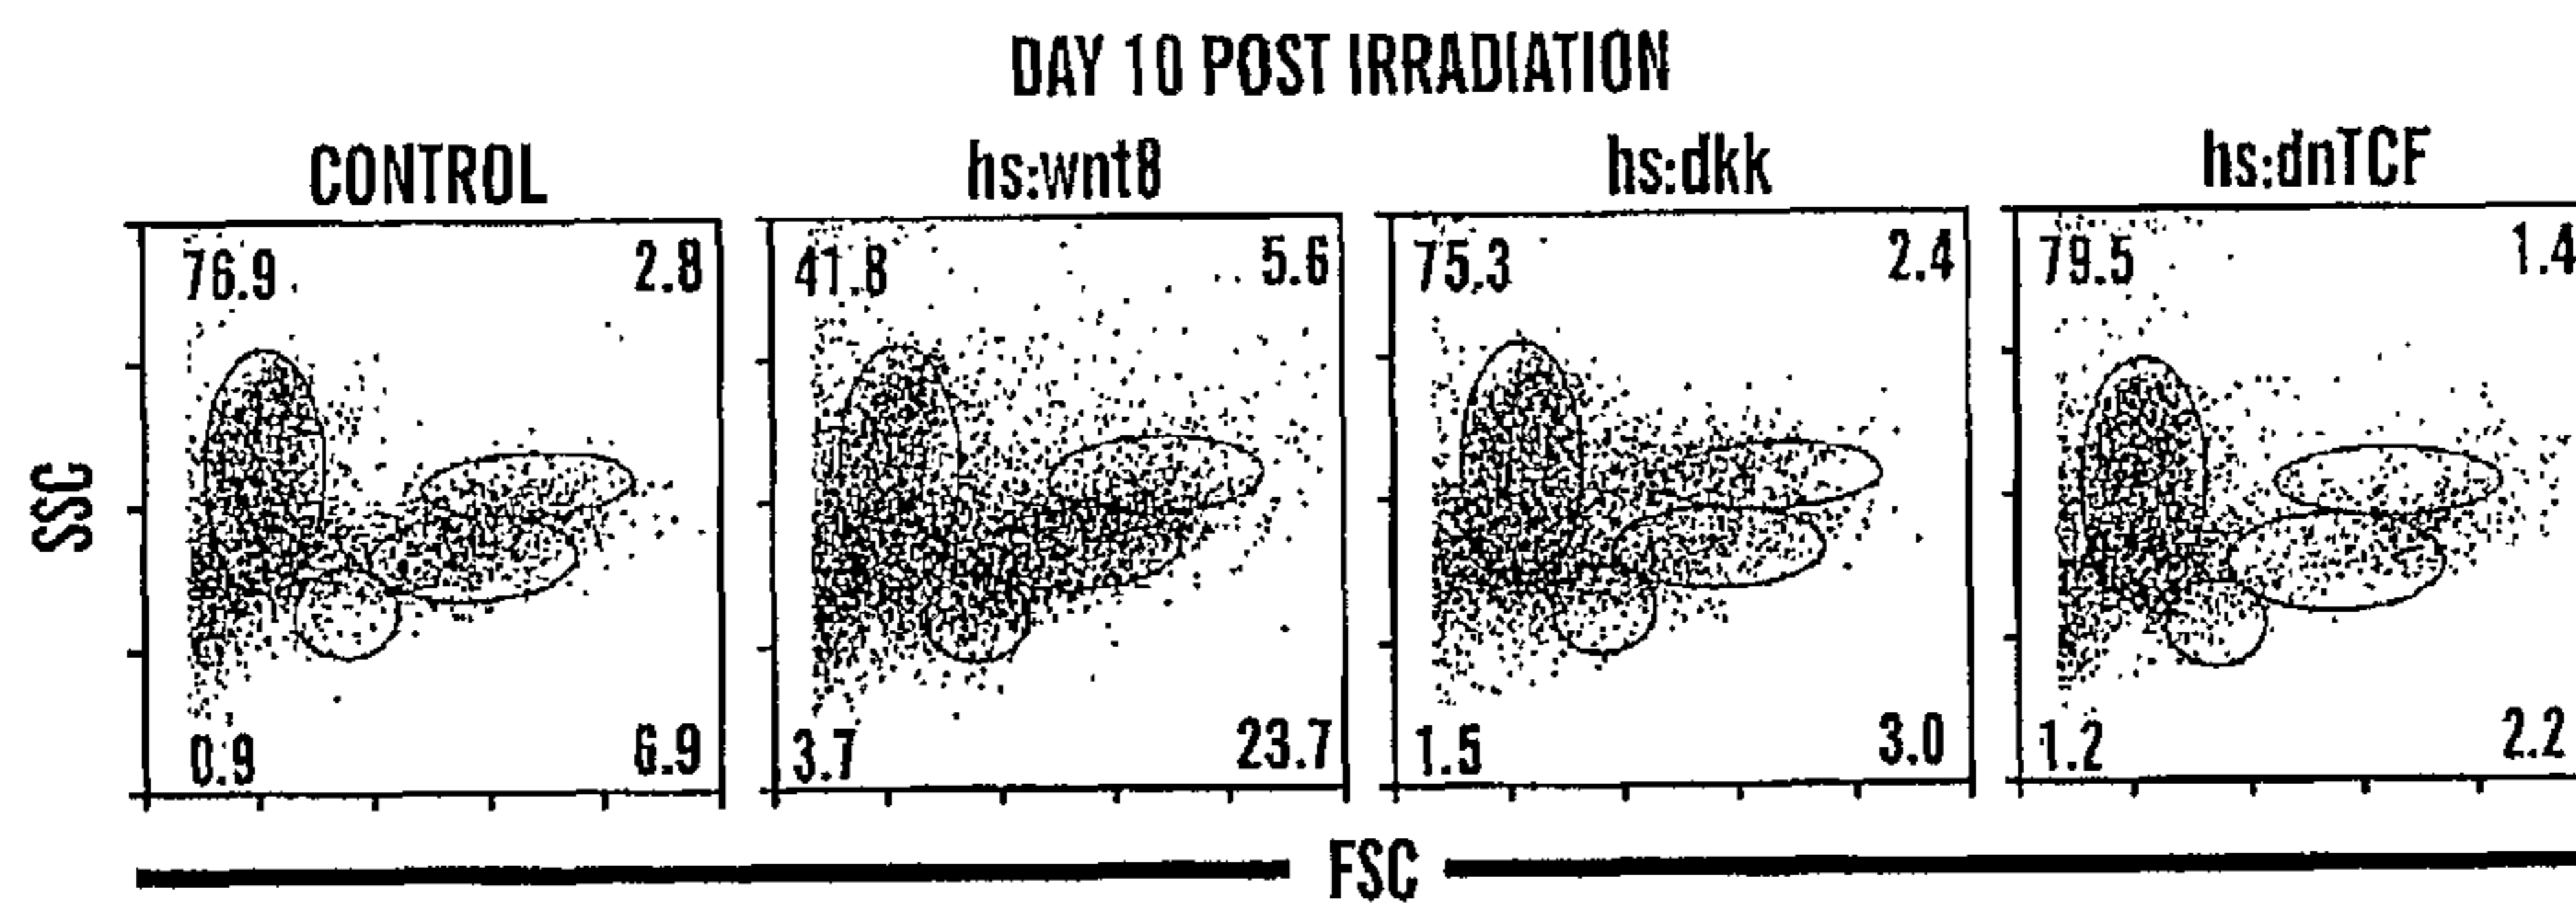 DAY 10 POST IRRADIATION
CONTROL hs:wnt8 hs:dkk hs:dnTCF
76.9 2.8 41.8 5.6 75.3 2.4 79.5 1.4
SSC
0.9 6.9 3.7 23.7 1.5 3.0 1.2 2.2
FSC